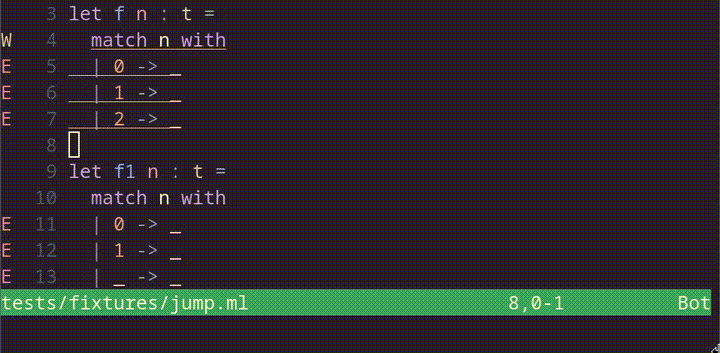 3 let f n : t =
W 4 match n with
E 5 | 0 -> _
E 6 | 1 -> _
E 7 | 2 -> _
8
9 let f1 n : t =
10 match n with
E 11 | 0 -> _
E 12 | 1 -> _
E 13 | _ -> _
tests/fixtures/jump.ml 8,0-1 Bot